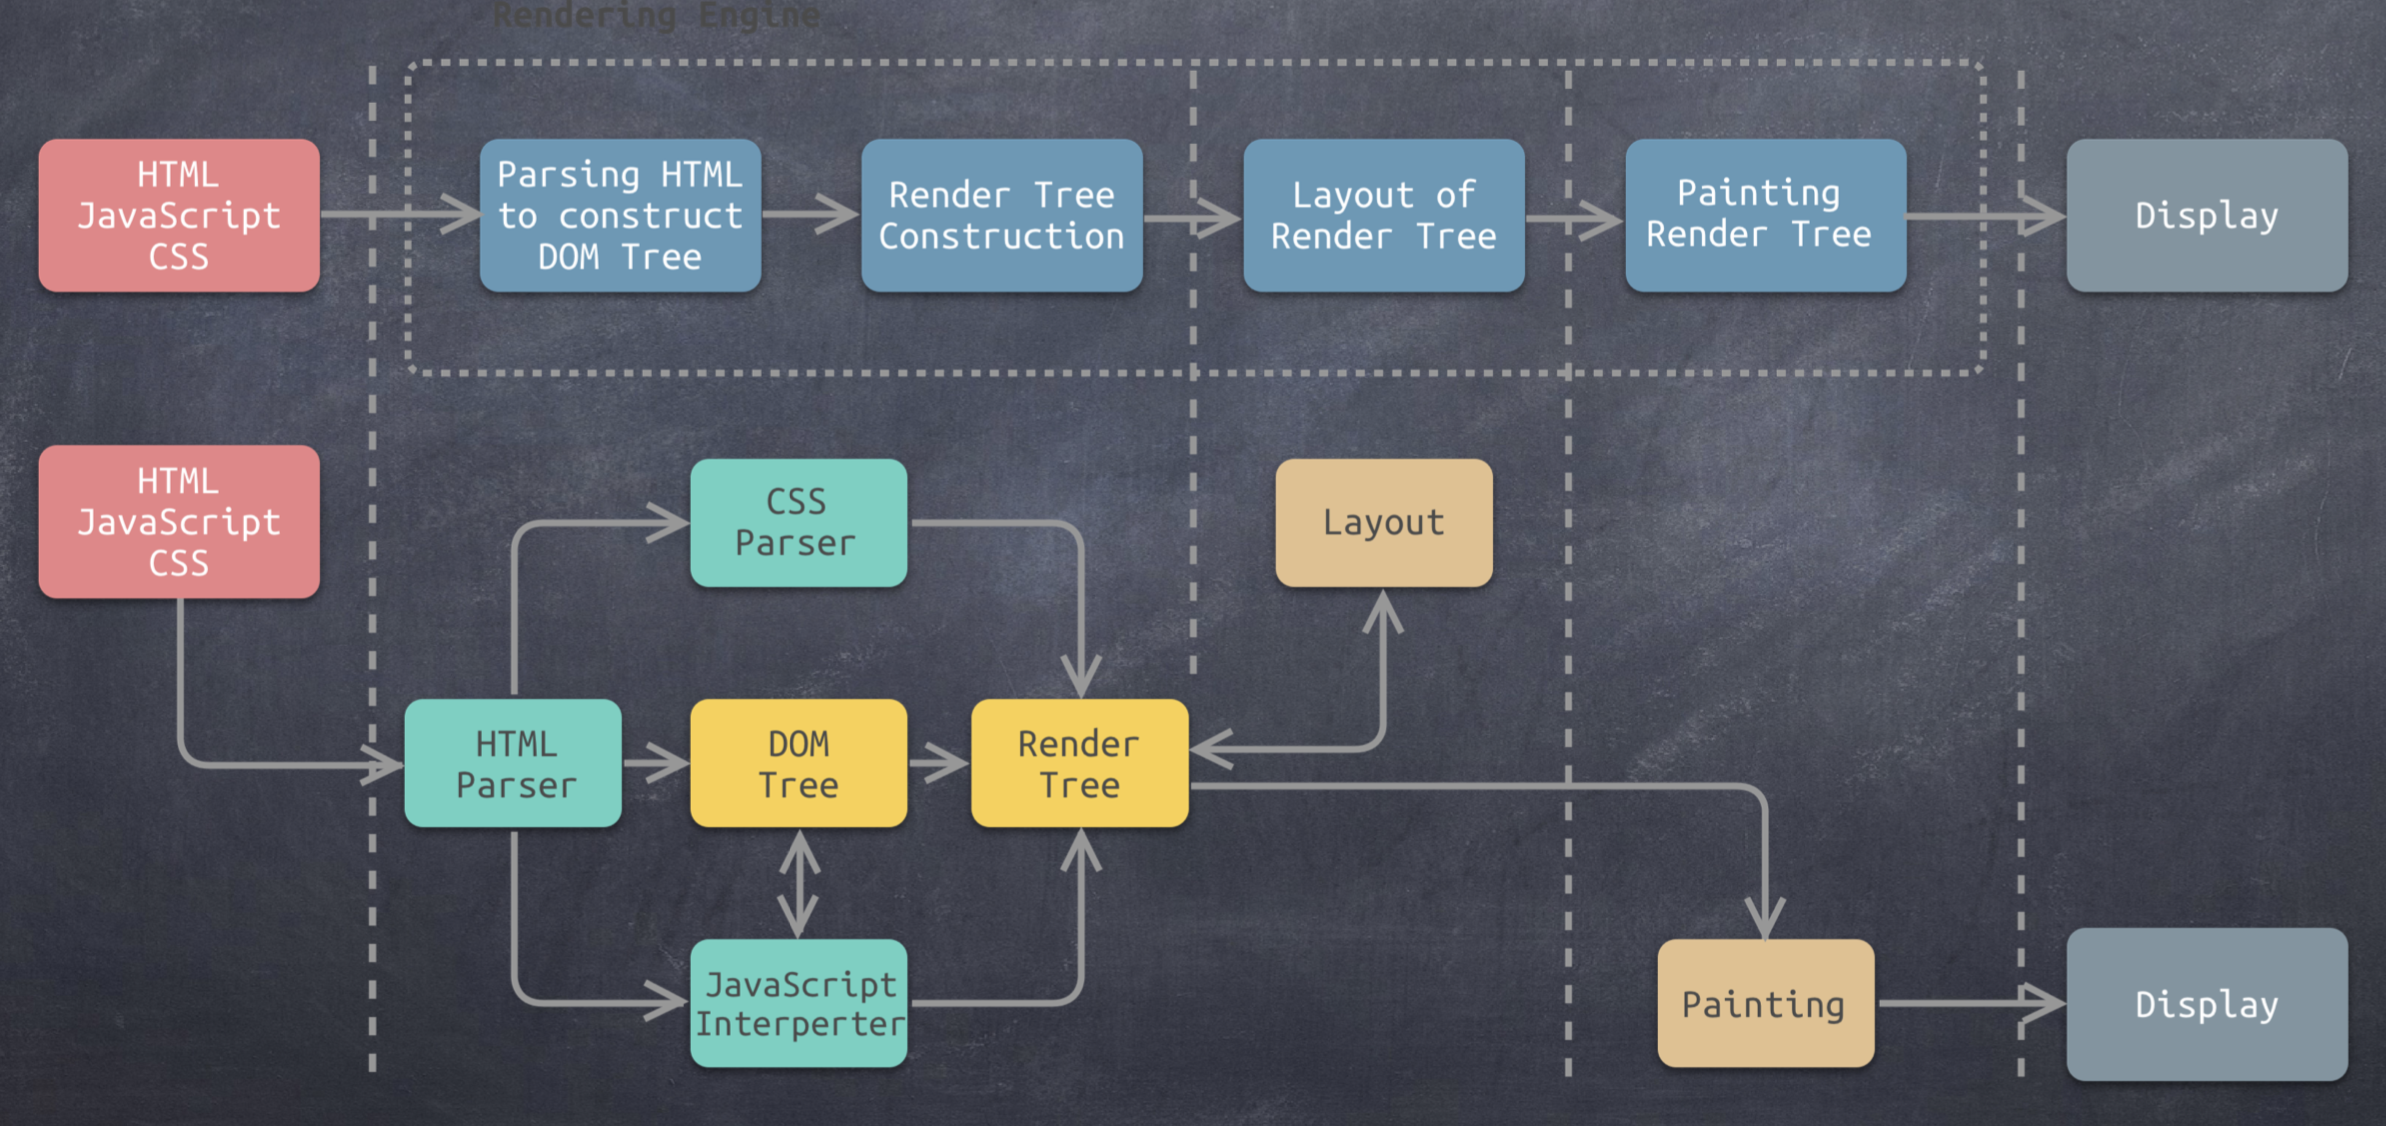 Rendering Engine
HTML
JavaScript
CSS
Parsing HTML
to construct
DOM Tree
Render Tree
Construction
Layout of
Render Tree
Painting
Render Tree
Display
HTML
JavaScript
CSS
CSS
Parser
Layout
HTML
Parser
DOM
Tree
Render
Tree
JavaScript
Interperter
Painting
Display